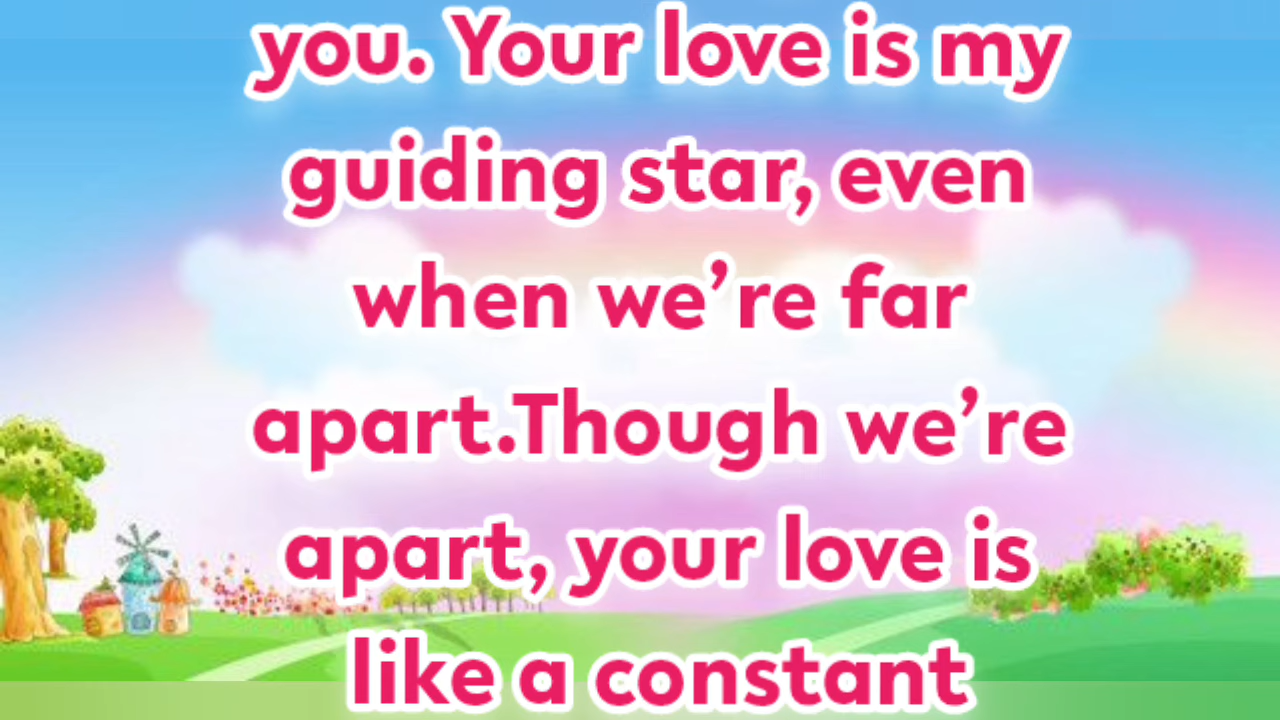 you. Your love is my
guiding star, even
when we’re far
apart.Though we’re
apart, your love is
like a constant